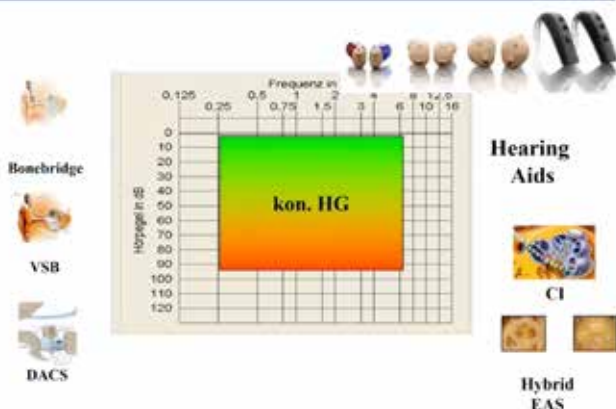 Frequenz in
0,125 0,5 1 2 4 8 12,5
0,25 0,75 1,5 3 6 10 16
Hörpegel in dB
0
10
20
30
40
50
60
70
80
90
100
110
120
kon. HG
Bonebridge
VSB
DACS
Hearing
Aids
CI
Hybrid
EAS